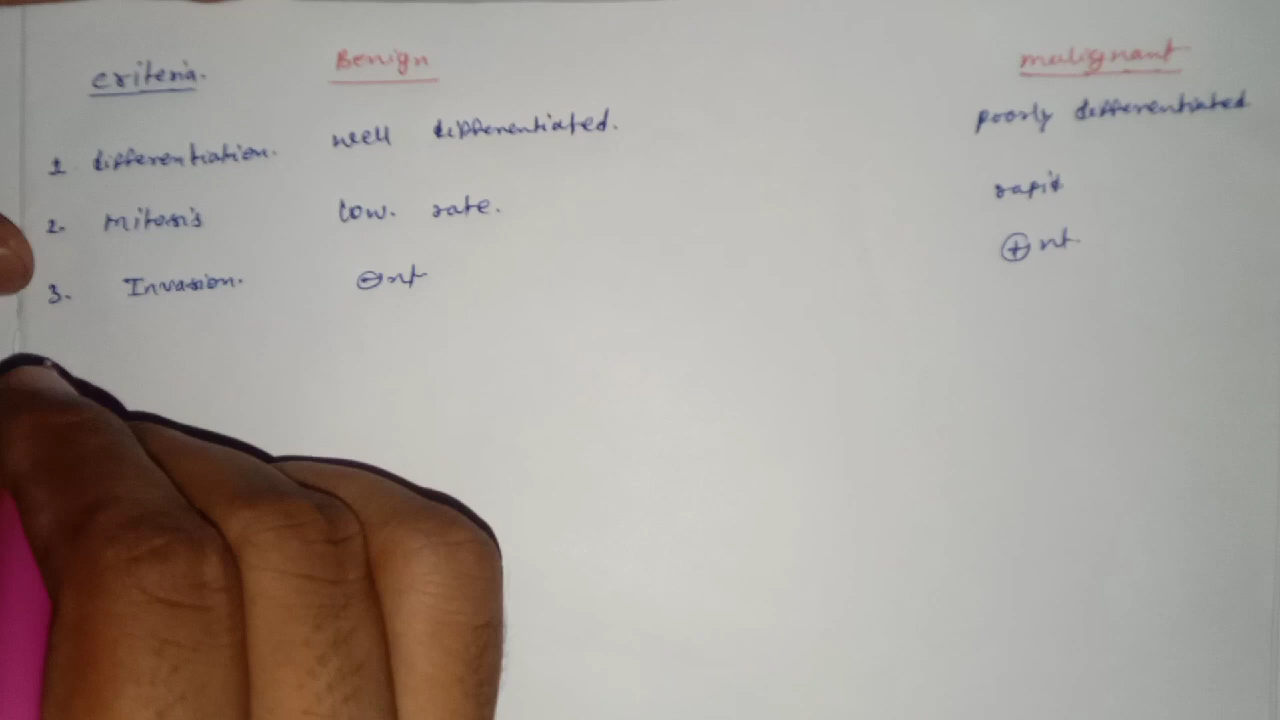 criteria. Benign malignant
1. differentiation. well differentiated. poorly differentiated
2. Mitosis low. rate. rapid
3. Invasion. ⊖nt ⊕nt